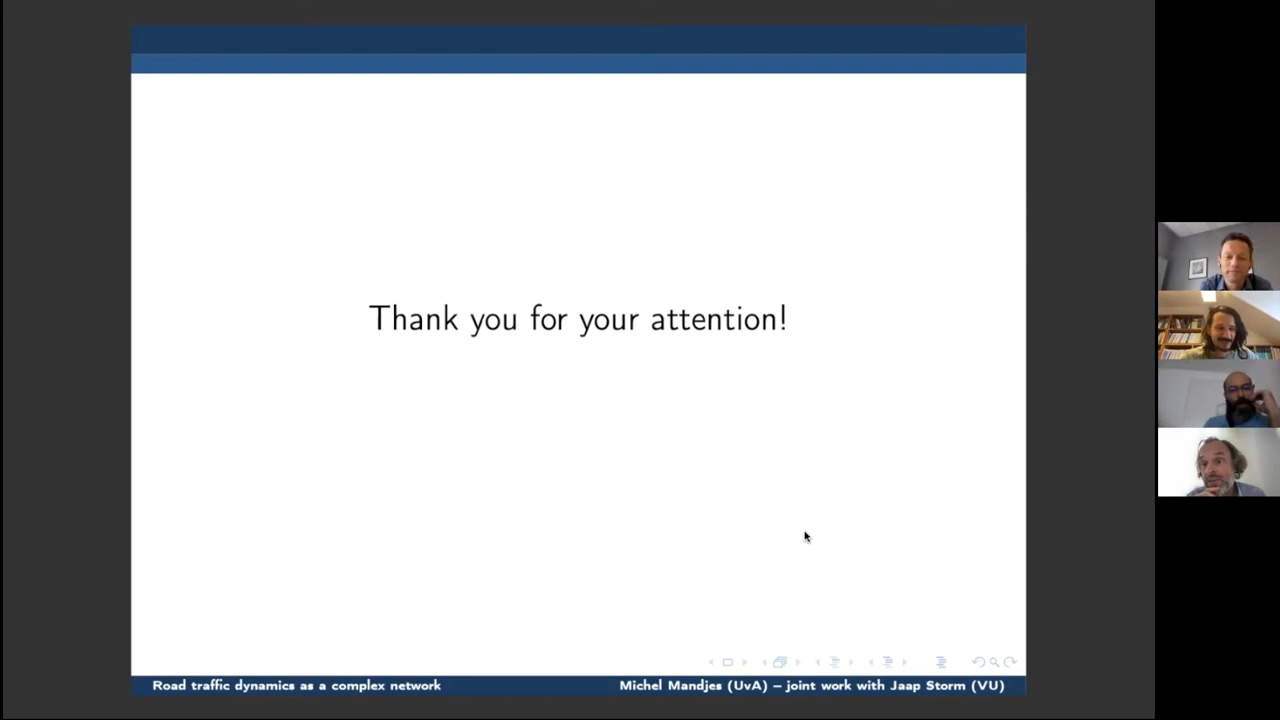 Thank you for your attention!
Road traffic dynamics as a complex network
Michel Mandjes (UvA) – joint work with Jaap Storm (VU)